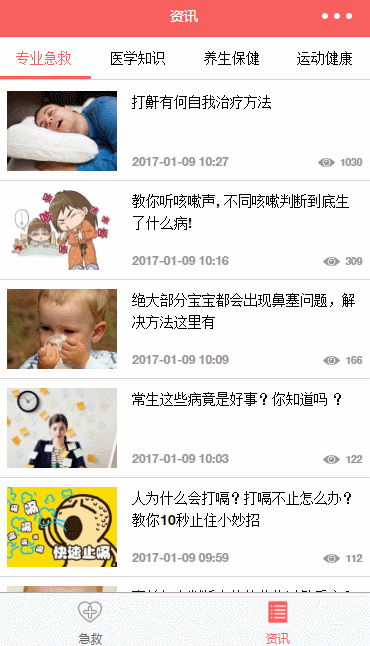 资讯
专业急救 医学知识 养生保健 运动健康
打鼾有何自我治疗方法
2017-01-09 10:27 1030
教你听咳嗽声,不同咳嗽判断到底生
了什么病!
2017-01-09 10:16 309
绝大部分宝宝都会出现鼻塞问题，解
决方法这里有
2017-01-09 10:09 166
常生这些病竟是好事？你知道吗 ？
2017-01-09 10:03 122
人为什么会打嗝？打嗝不止怎么办？
教你10秒止住小妙招
快速止嗝
2017-01-09 09:59 112
急救 资讯